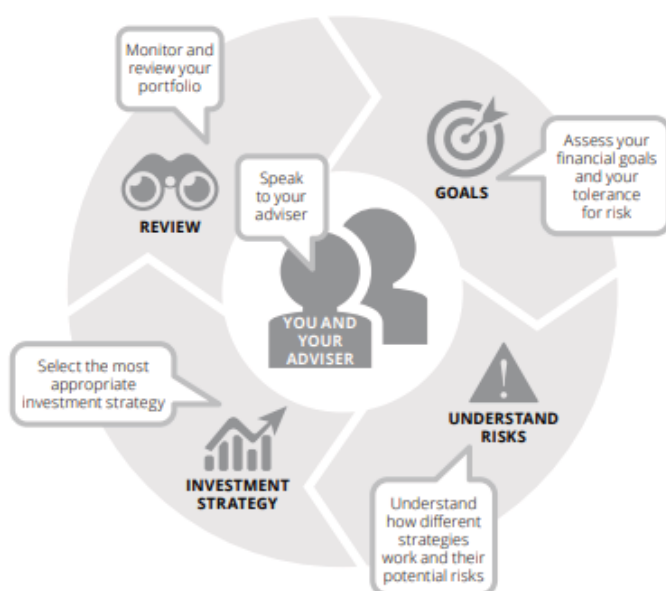 Monitor and
review your
portfolio
REVIEW
Speak
to your
adviser
GOALS
Assess your
financial goals
and your
tolerance
for risk
YOU AND
YOUR
ADVISER
UNDERSTAND
RISKS
Understand
how different
strategies
work and their
potential risks
Select the most
appropriate
investment strategy
INVESTMENT
STRATEGY